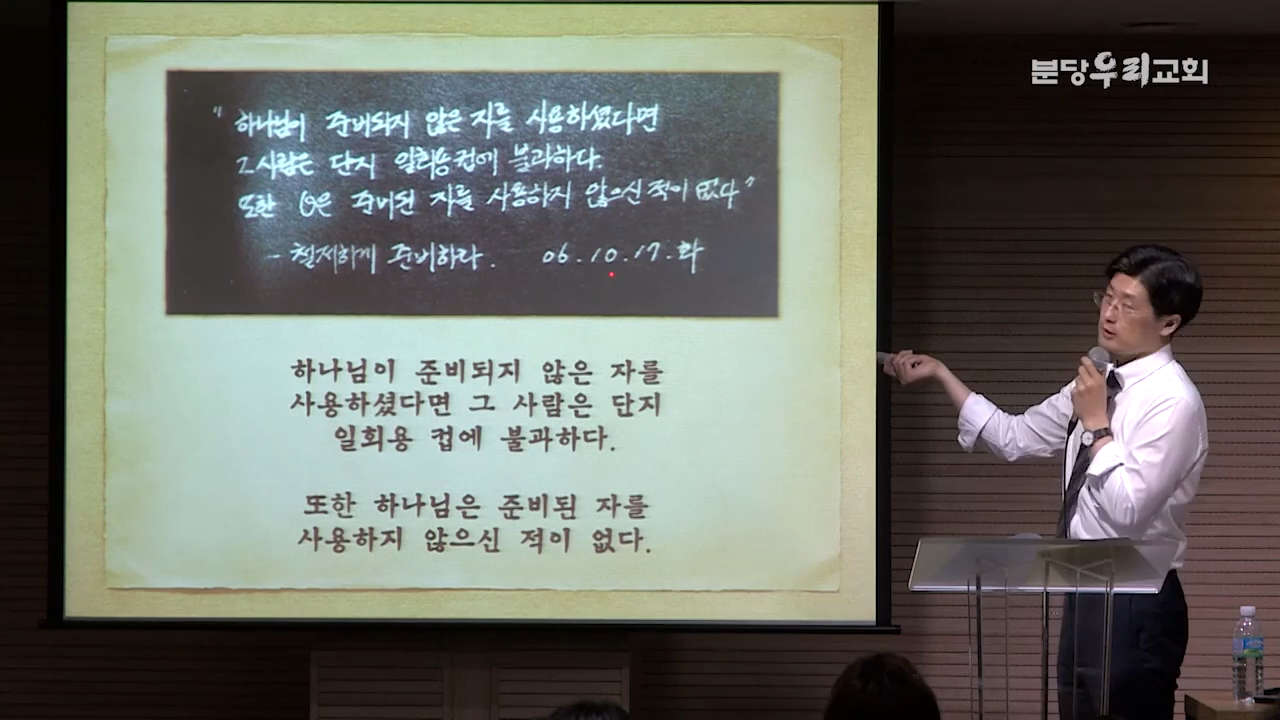 분당우리교회
"하나님이 준비되지 않은 자를 사용하셨다면
그 사람은 단지 일회용컵에 불과하다.
또한 은 준비된 자를 사용하지 않으신 적이 없다"
- 철저하게 준비하라. 06.10.17.화
하나님이 준비되지 않은 자를
사용하셨다면 그 사람은 단지
일회용 컵에 불과하다.
또한 하나님은 준비된 자를
사용하지 않으신 적이 없다.